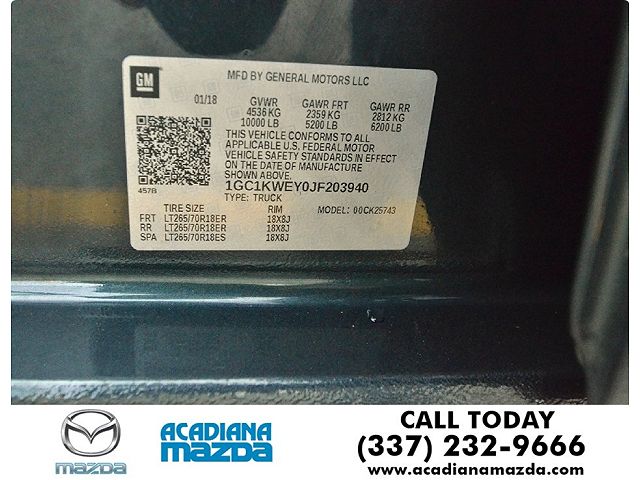 GM
MFD BY GENERAL MOTORS LLC
01/18 GVWR GAWR FRT GAWR RR
4536 KG 2359 KG 2812 KG
10000 LB 5200 LB 6200 LB
THIS VEHICLE CONFORMS TO ALL
APPLICABLE U.S. FEDERAL MOTOR
VEHICLE SAFETY STANDARDS IN EFFECT
ON THE DATE OF MANUFACTURE
SHOWN ABOVE.
457B 1GC1KWEY0JF203940
TYPE: TRUCK MODEL: 00CK25743
TIRE SIZE RIM
FRT LT265/70R18ER 18X8J
RR LT265/70R18ER 18X8J
SPA LT265/70R18ES 18X8J
mazda
ACADIANA
mazda
CALL TODAY
(337) 232-9666
www.acadianamazda.com